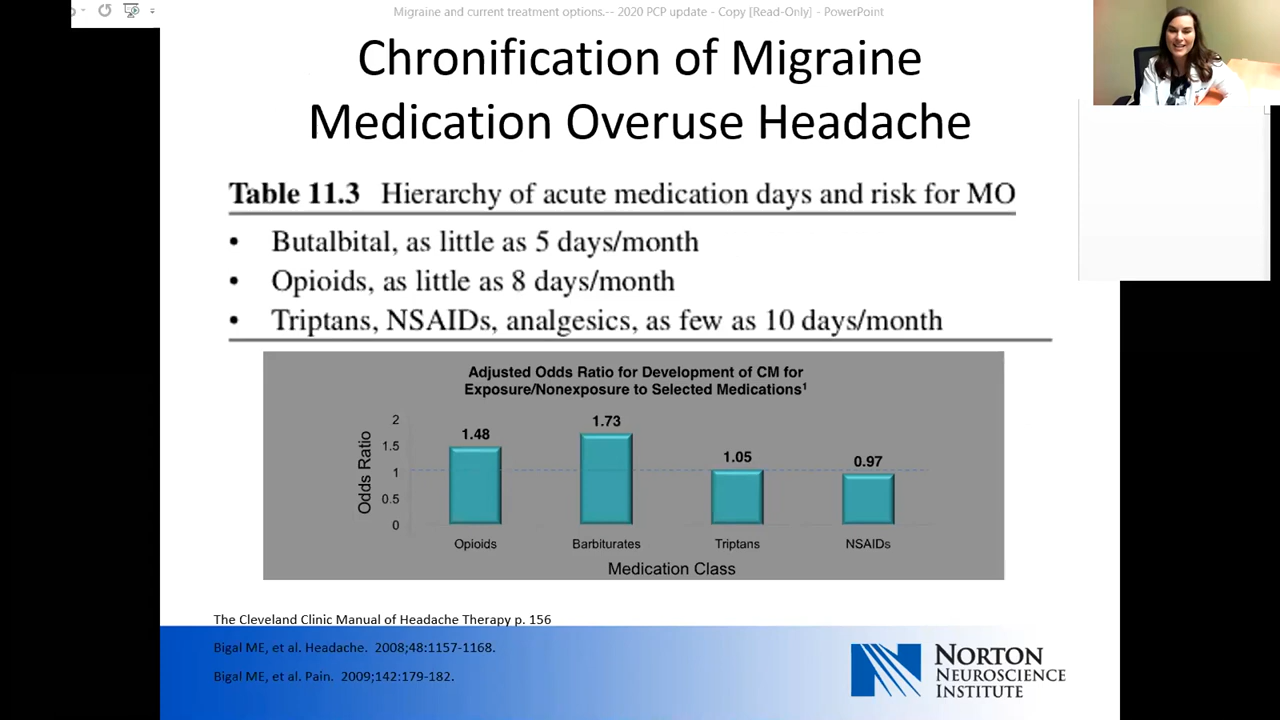 Migraine and current treatment options.-- 2020 PCP update - Copy [Read-Only] - PowerPoint
Chronification of Migraine
Medication Overuse Headache
Table 11.3 Hierarchy of acute medication days and risk for MO
• Butalbital, as little as 5 days/month
• Opioids, as little as 8 days/month
• Triptans, NSAIDs, analgesics, as few as 10 days/month
Adjusted Odds Ratio for Development of CM for
Exposure/Nonexposure to Selected Medications¹
Odds Ratio
2
1.5
1
0.5
0
1.48
1.73
1.05
0.97
Opioids
Barbiturates
Triptans
NSAIDs
Medication Class
The Cleveland Clinic Manual of Headache Therapy p. 156
Bigal ME, et al. Headache. 2008;48:1157-1168.
Bigal ME, et al. Pain. 2009;142:179-182.
NORTON
NEUROSCIENCE
INSTITUTE